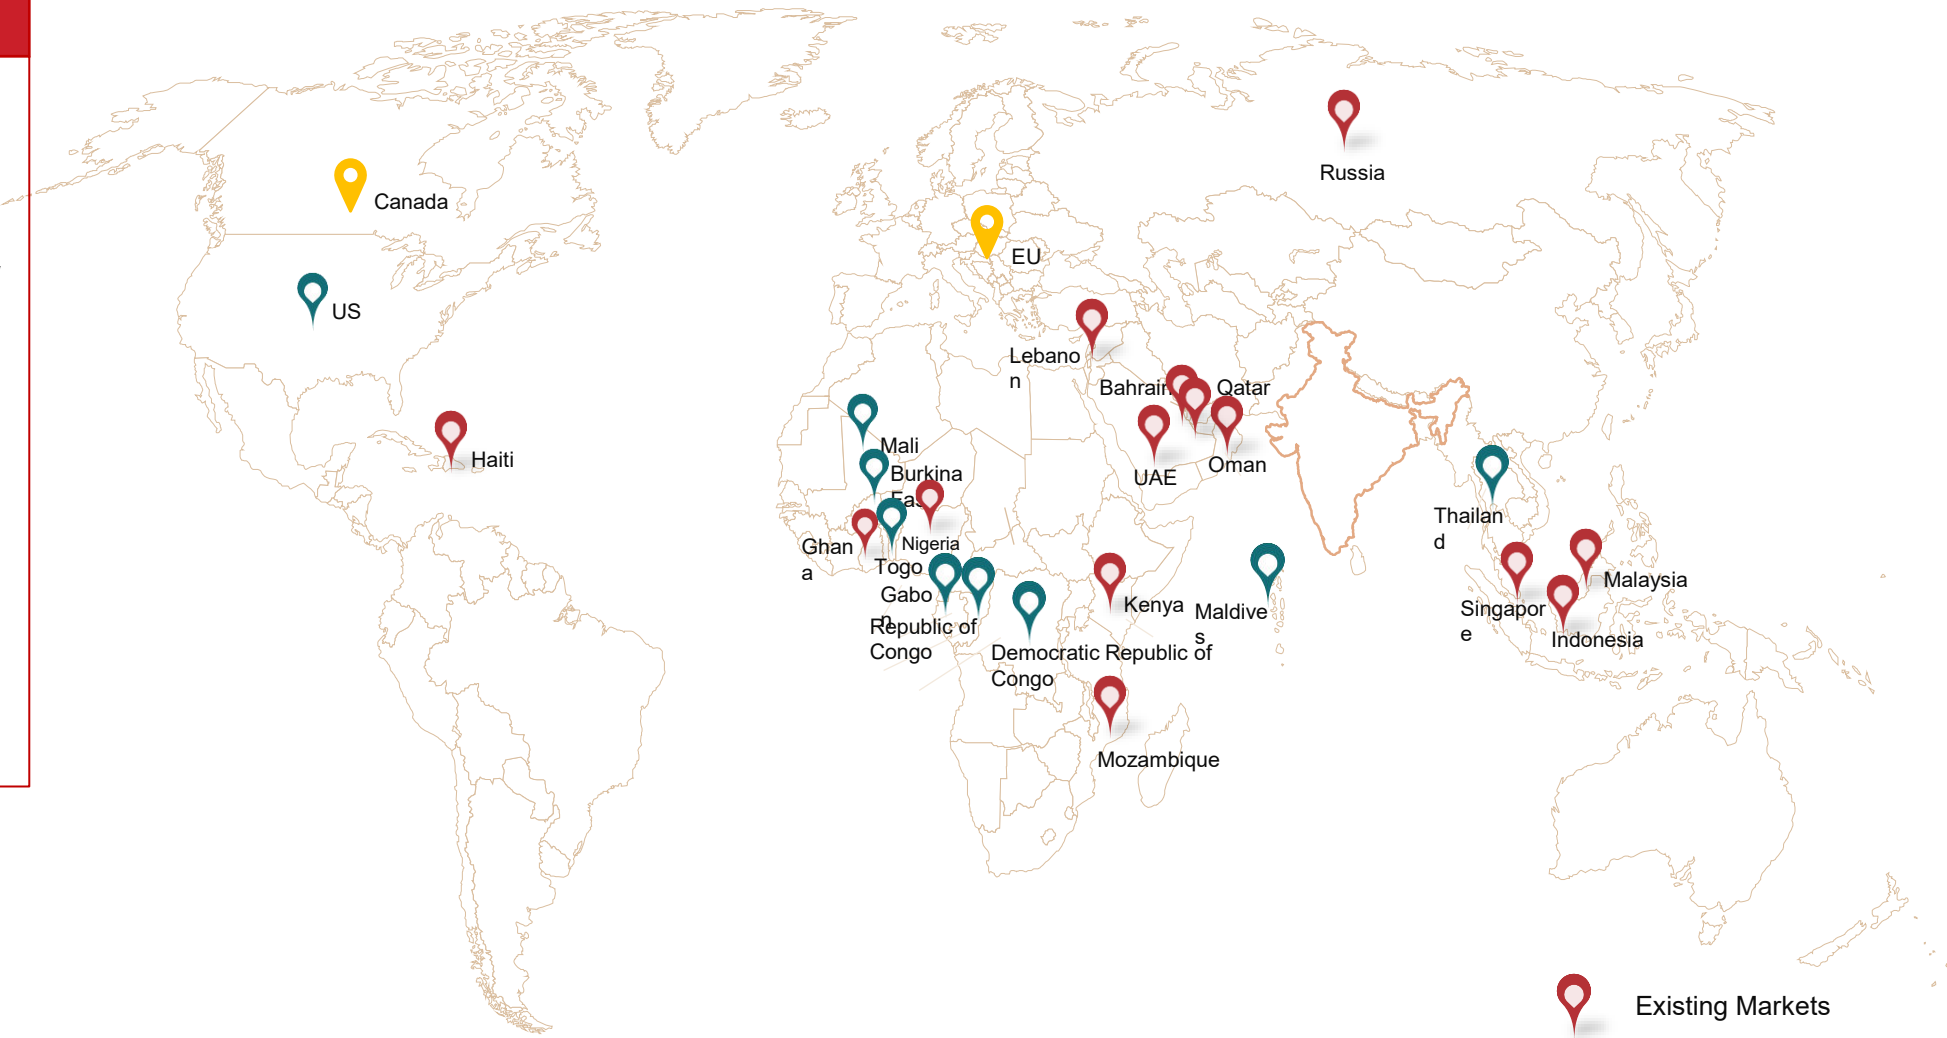 Russia
Canada
EU
US
Lebano
n
Bahrain
Qatar
Mali
Haiti
Oman
Burkina
Fas
UAE
Thailan
d
Nigeria
Ghan
a
Togo
Malaysia
Gabo
n
Kenya
Maldive
s
Singapor
e
Republic of
Congo
Indonesia
Democratic Republic of
Congo
Mozambique
Existing Markets